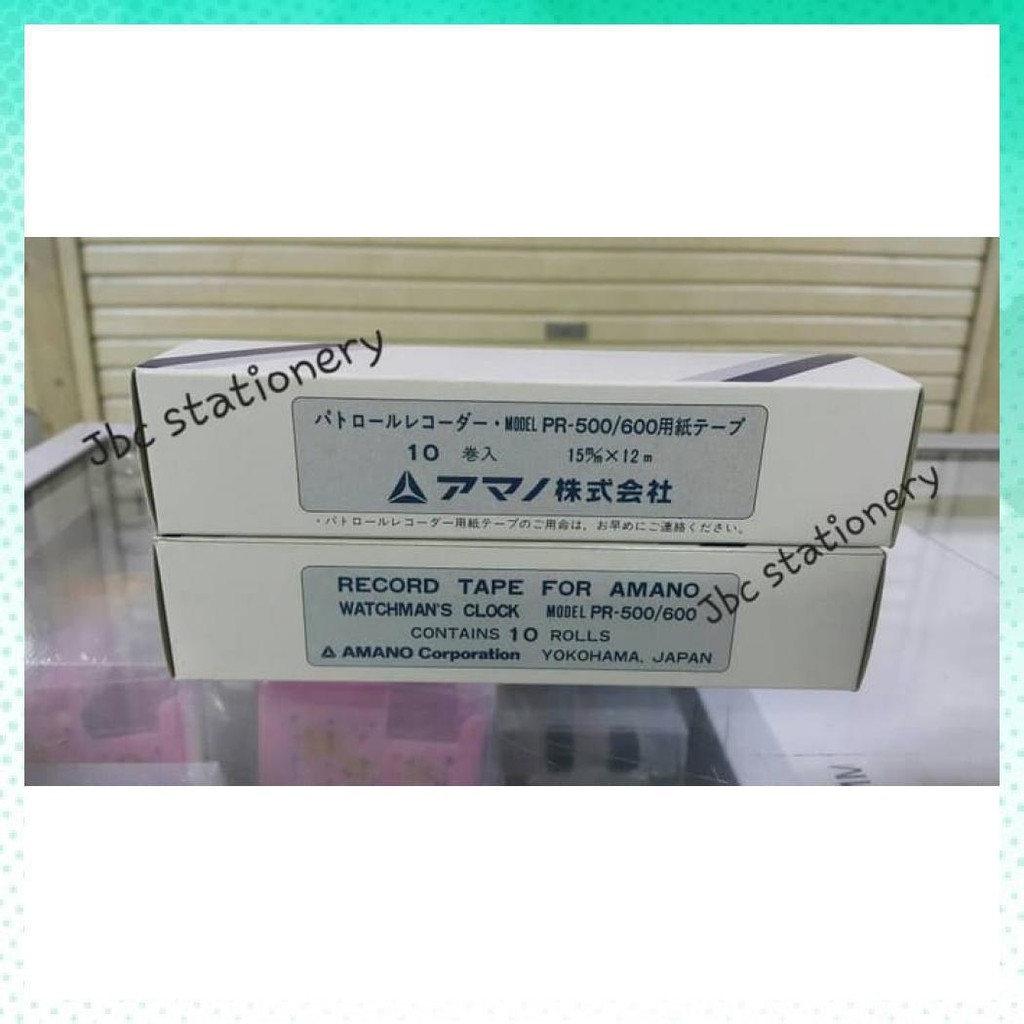 Jbc stationery
パトロールレコーダー・MODEL PR-500/600用紙テープ
10 巻入 15㎜×12m
アマノ株式会社
・パトロールレコーダー用紙テープのご用命は、お早めにご連絡ください。
Jbc stationery
RECORD TAPE FOR AMANO
WATCHMAN'S CLOCK MODEL PR-500/600
CONTAINS 10 ROLLS
AMANO Corporation YOKOHAMA, JAPAN